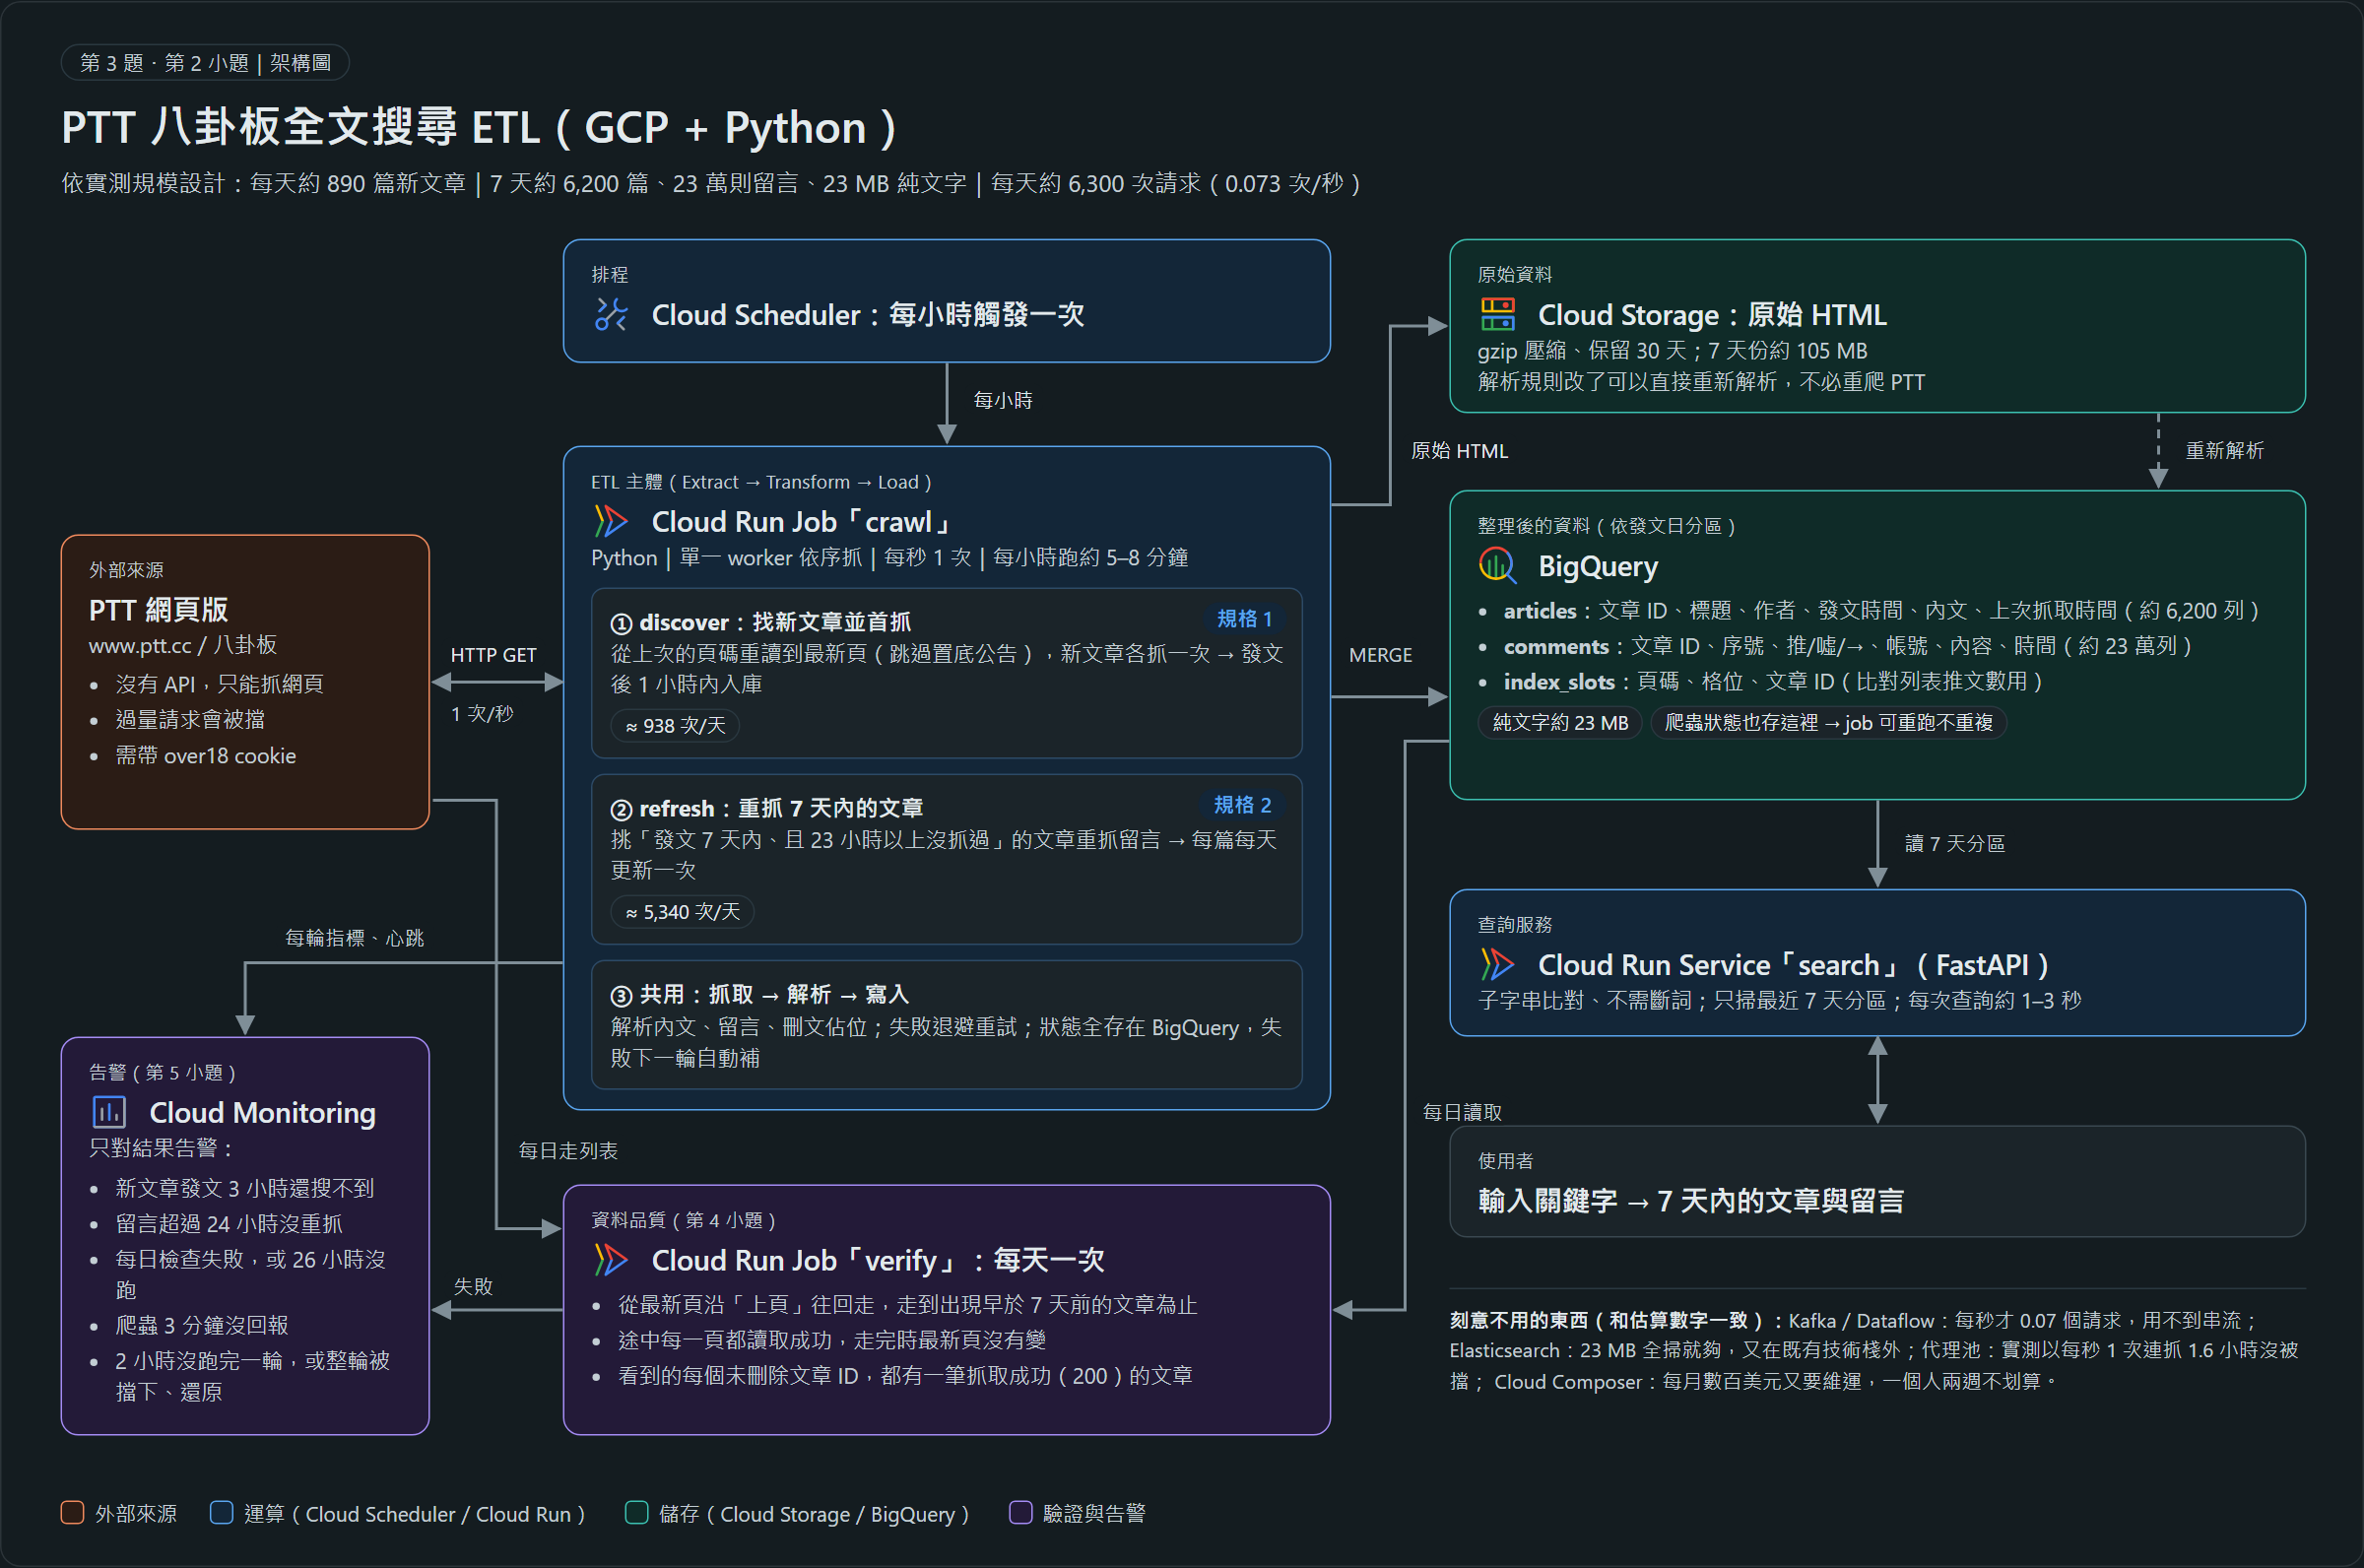 第 3 題 · 第 2 小題 | 架構圖
PTT 八卦板全文搜尋 ETL（GCP + Python）
依實測規模設計：每天約 890 篇新文章 | 7 天約 6,200 篇、23 萬則留言、23 MB 純文字 | 每天約 6,300 次請求（0.073 次/秒）
排程
Cloud Scheduler：每小時觸發一次
每小時
ETL 主體（Extract → Transform → Load）
Cloud Run Job「crawl」
Python | 單一 worker 依序抓 | 每秒 1 次 | 每小時跑約 5–8 分鐘
① discover：找新文章並首抓
規格 1
從上次的頁碼重讀到最新頁（跳過置底公告），新文章各抓一次 → 發文
後 1 小時內入庫
≈ 938 次/天
② refresh：重抓 7 天內的文章
規格 2
挑「發文 7 天內、且 23 小時以上沒抓過」的文章重抓留言 → 每篇每天
更新一次
≈ 5,340 次/天
③ 共用：抓取 → 解析 → 寫入
解析內文、留言、刪文佔位；失敗退避重試；狀態全存在 BigQuery，失
敗下一輪自動補
外部來源
PTT 網頁版
www.ptt.cc / 八卦板
• 沒有 API，只能抓網頁
• 過量請求會被擋
• 需帶 over18 cookie
HTTP GET
1 次/秒
每輪指標、心跳
告警（第 5 小題）
Cloud Monitoring
只對結果告警：
• 新文章發文 3 小時還搜不到
• 留言超過 24 小時沒重抓
• 每日檢查失敗，或 26 小時沒
跑
• 爬蟲 3 分鐘沒回報
• 2 小時沒跑完一輪，或整輪被
擋下、還原
每日走列表
失敗
資料品質（第 4 小題）
Cloud Run Job「verify」：每天一次
• 從最新頁沿「上頁」往回走，走到出現早於 7 天前的文章為止
• 途中每一頁都讀取成功，走完時最新頁沒有變
• 看到的每個未刪除文章 ID，都有一筆抓取成功（200）的文章
原始資料
Cloud Storage：原始 HTML
gzip 壓縮、保留 30 天；7 天份約 105 MB
解析規則改了可以直接重新解析，不必重爬 PTT
原始 HTML
重新解析
MERGE
整理後的資料（依發文日分區）
BigQuery
• articles：文章 ID、標題、作者、發文時間、內文、上次抓取時間（約 6,200 列）
• comments：文章 ID、序號、推/噓/→、帳號、內容、時間（約 23 萬列）
• index_slots：頁碼、格位、文章 ID（比對列表推文數用）
純文字約 23 MB
爬蟲狀態也存這裡 → job 可重跑不重複
讀 7 天分區
查詢服務
Cloud Run Service「search」（FastAPI）
子字串比對、不需斷詞；只掃最近 7 天分區；每次查詢約 1–3 秒
每日讀取
使用者
輸入關鍵字 → 7 天內的文章與留言
刻意不用的東西（和估算數字一致）：Kafka / Dataflow：每秒才 0.07 個請求，用不到串流；
Elasticsearch：23 MB 全掃就夠，又在既有技術棧外；代理池：實測以每秒 1 次連抓 1.6 小時沒被
擋； Cloud Composer：每月數百美元又要維運，一個人兩週不划算。
外部來源
運算（Cloud Scheduler / Cloud Run）
儲存（Cloud Storage / BigQuery）
驗證與告警